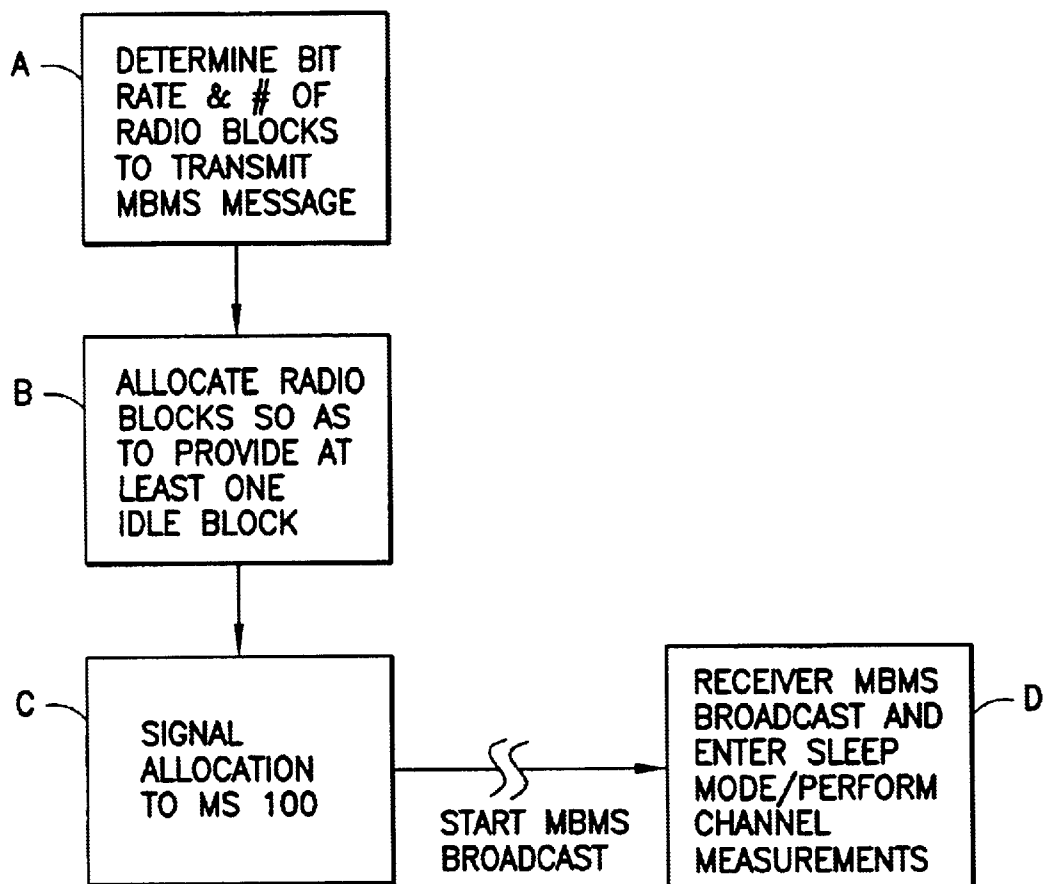 A
DETERMINE BIT
RATE & # OF
RADIO BLOCKS
TO TRANSMIT
MBMS MESSAGE
B
ALLOCATE RADIO
BLOCKS SO AS
TO PROVIDE AT
LEAST ONE
IDLE BLOCK
C
SIGNAL
ALLOCATION
TO MS 100
START MBMS
BROADCAST
RECEIVER MBMS
BROADCAST AND
ENTER SLEEP
MODE/PERFORM
CHANNEL
MEASUREMENTS
D